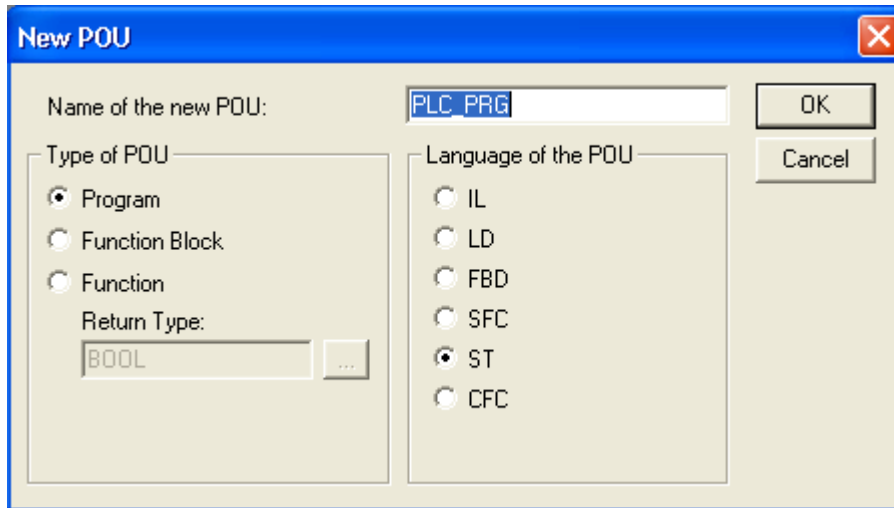 New POU
Name of the new POU:
PLC_PRG
OK
Cancel
Type of POU
Program
Function Block
Function
Return Type:
BOOL
...
Language of the POU
IL
LD
FBD
SFC
ST
CFC